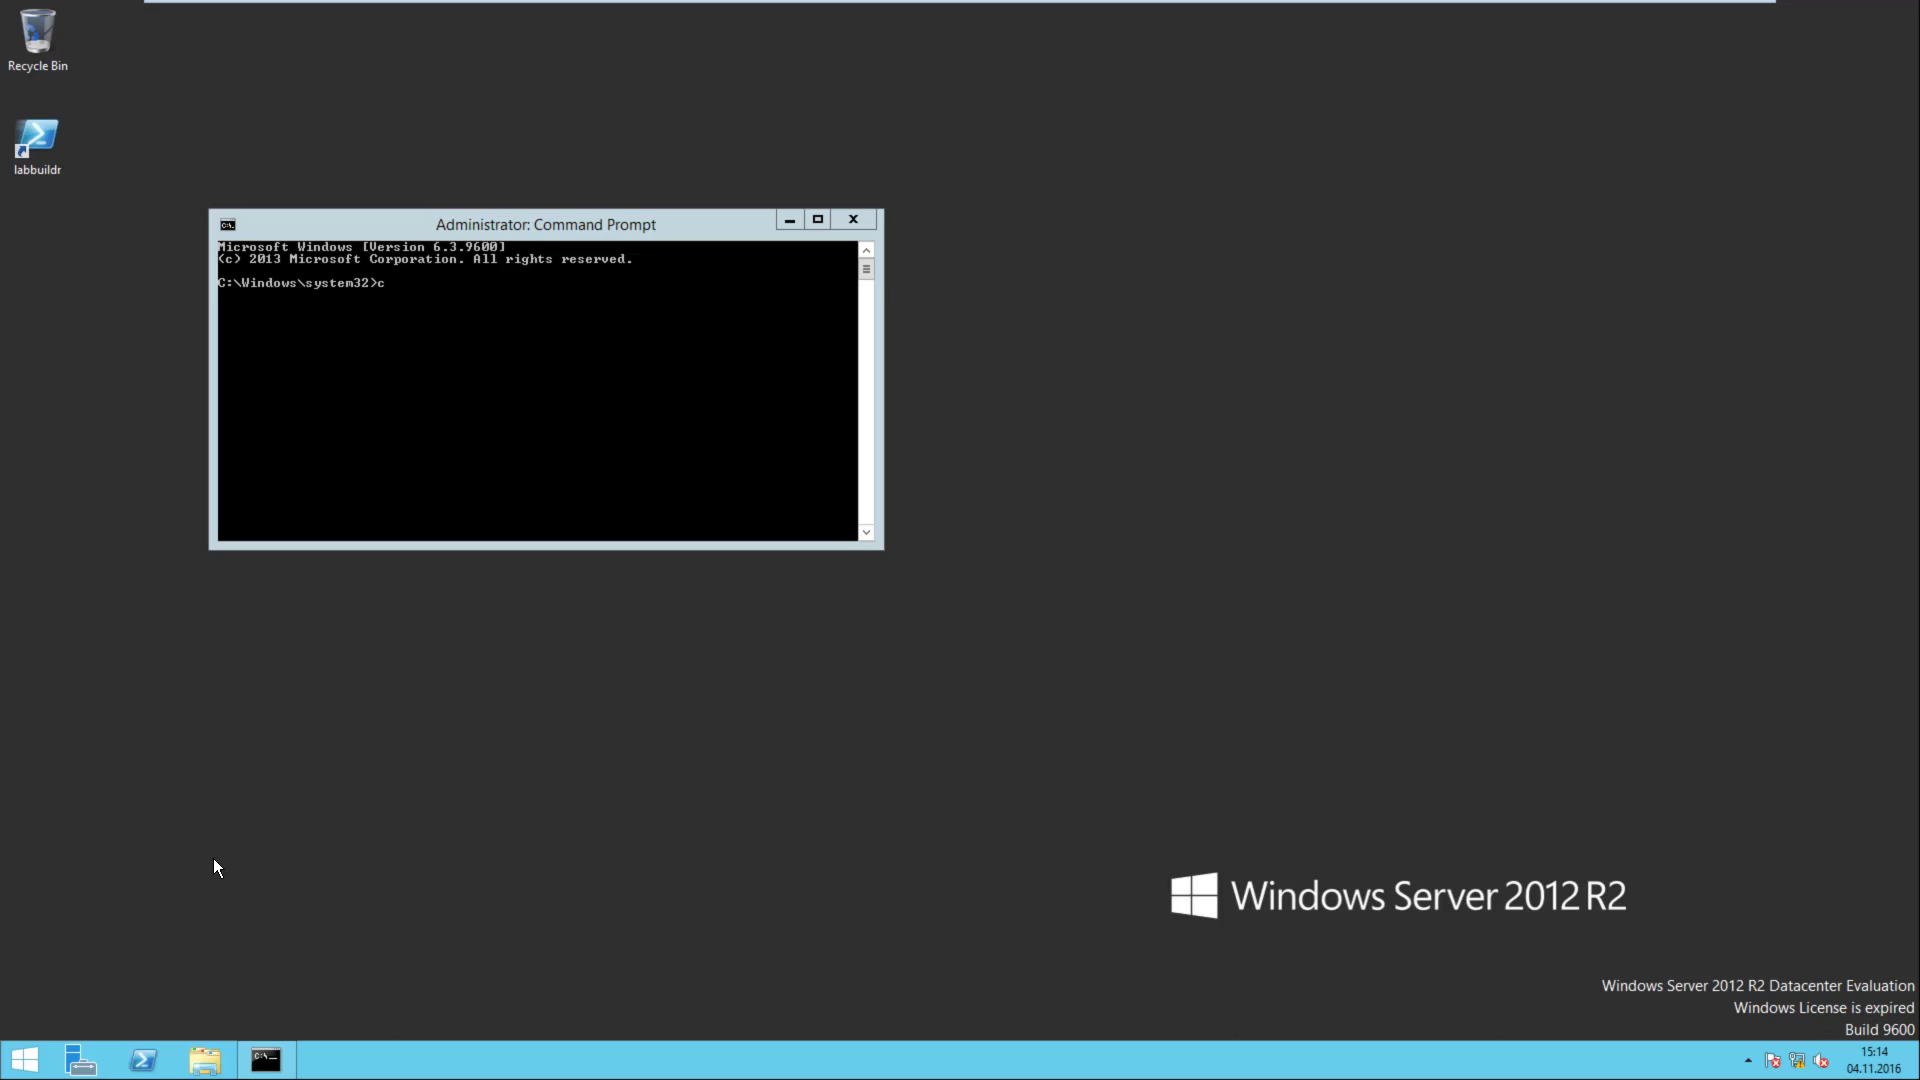 Recycle Bin
labbuildr
Administrator: Command Prompt
Microsoft Windows [Version 6.3.9600]
(c) 2013 Microsoft Corporation. All rights reserved.
C:\Windows\system32>c
Windows Server 2012 R2
Windows Server 2012 R2 Datacenter Evaluation
Windows License is expired
Build 9600
15:14
04.11.2016